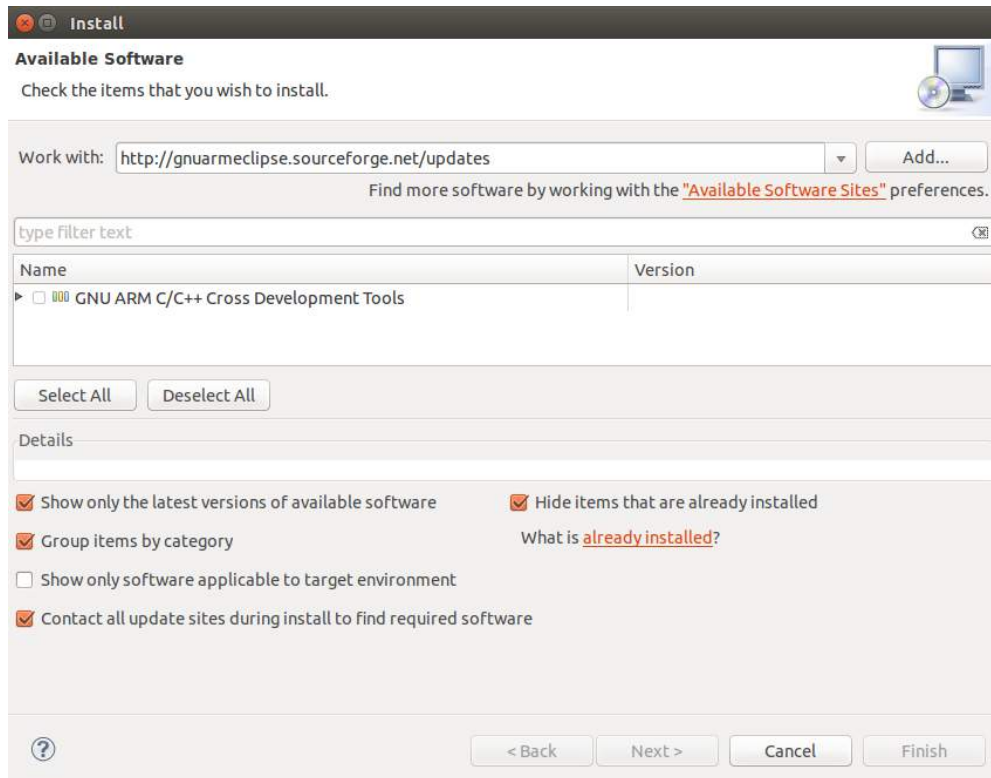 Install
Available Software
Check the items that you wish to install.
Work with: http://gnuarmeclipse.sourceforge.net/updates Add...
Find more software by working with the "Available Software Sites" preferences.
type filter text
Name Version
GNU ARM C/C++ Cross Development Tools
Select All Deselect All
Details
Show only the latest versions of available software Hide items that are already installed
Group items by category What is already installed?
Show only software applicable to target environment
Contact all update sites during install to find required software
? < Back Next > Cancel Finish